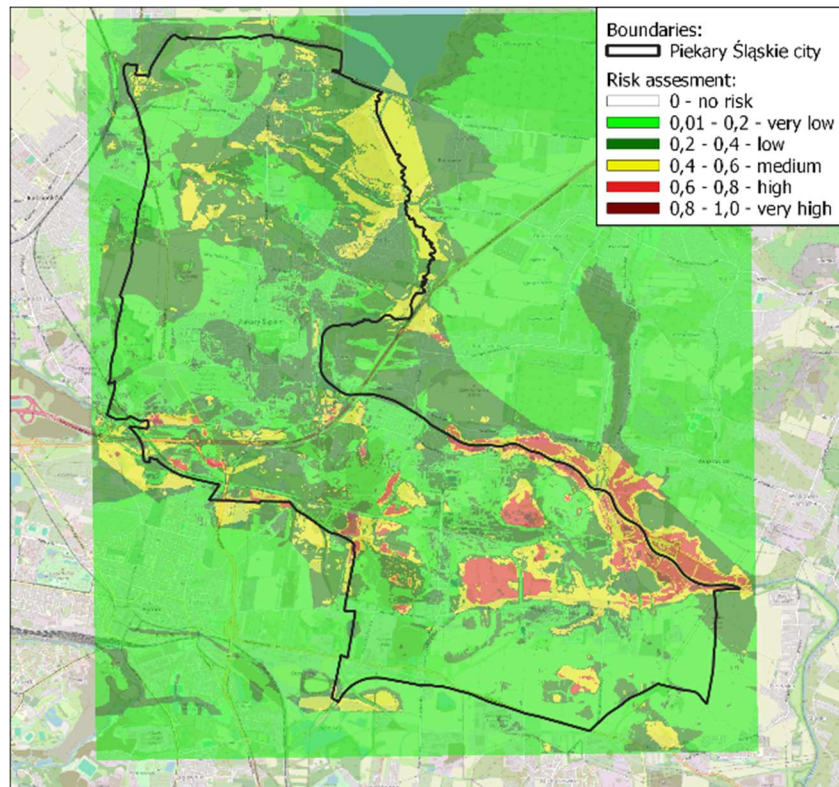 Boundaries:
Piekary Śląskie city
Risk assesment:
0 - no risk
0,01 - 0,2 - very low
0,2 - 0,4 - low
0,4 - 0,6 - medium
0,6 - 0,8 - high
0,8 - 1,0 - very high